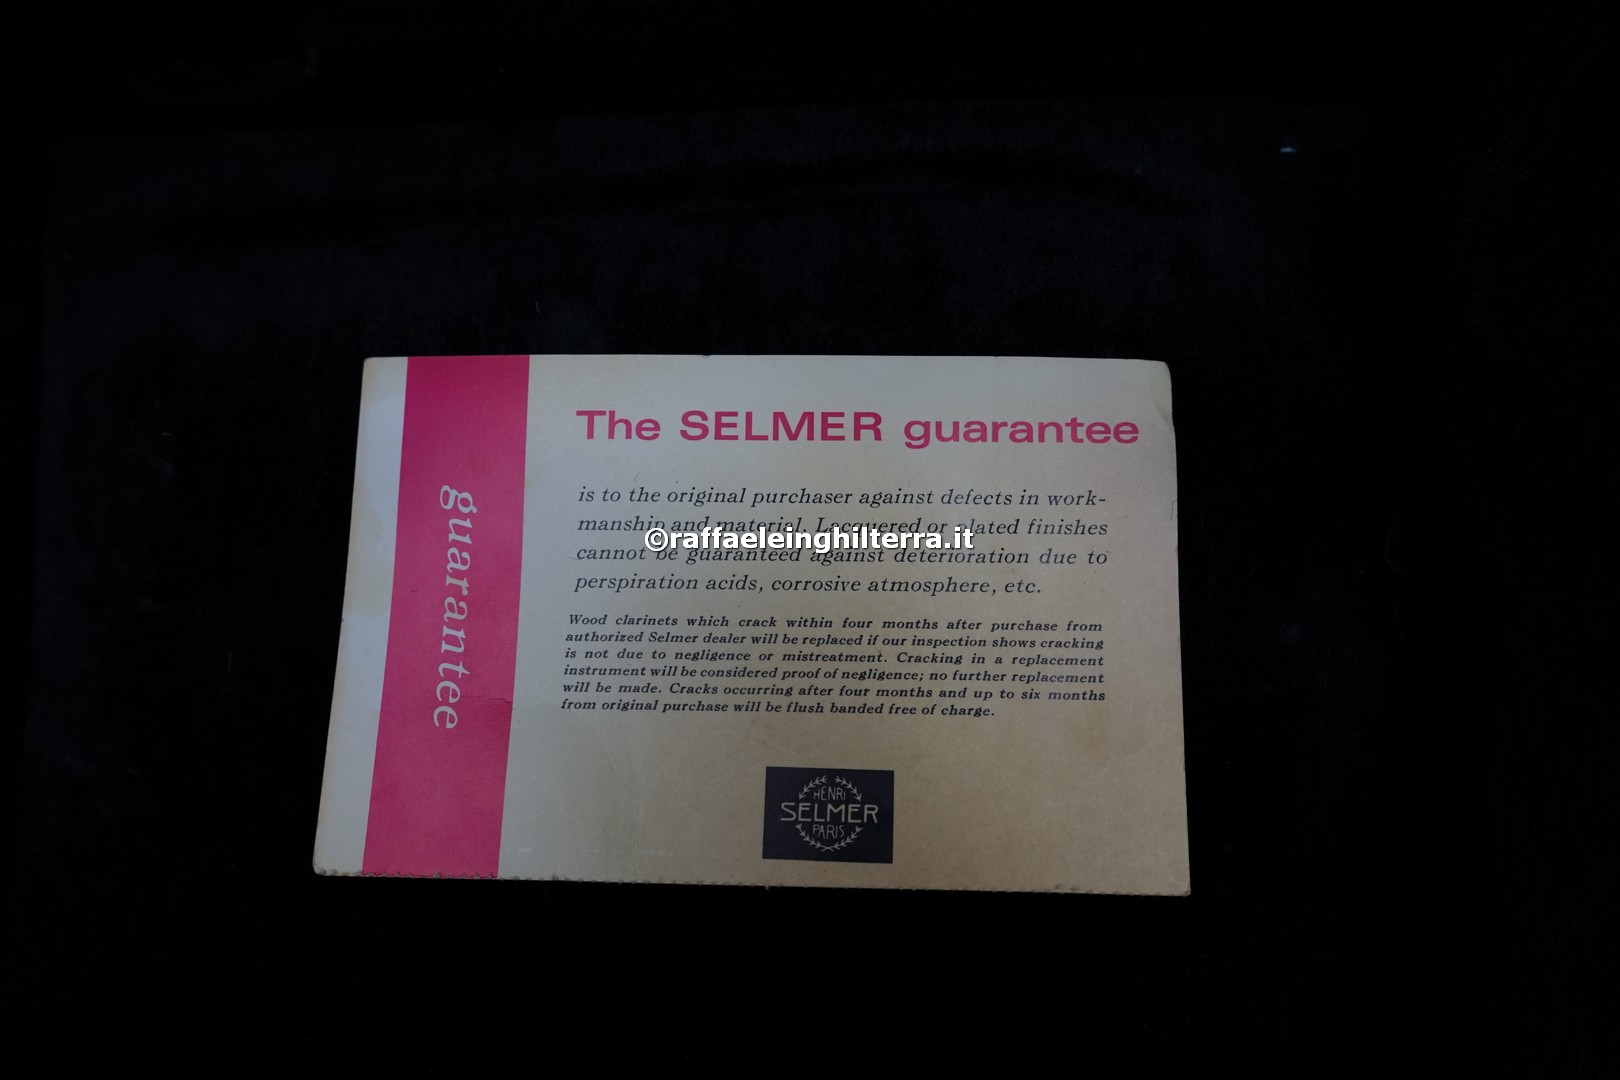 The SELMER guarantee
is to the original purchaser against defects in work-
manship and material. Lacquered or plated finishes
©raffaeleinghilterra.it
cannot be guaranteed against deterioration due to
perspiration acids, corrosive atmosphere, etc.
Wood clarinets which crack within four months after purchase from
authorized Selmer dealer will be replaced if our inspection shows cracking
is not due to negligence or mistreatment. Cracking in a replacement
instrument will be considered proof of negligence; no further replacement
will be made. Cracks occurring after four months and up to six months
from original purchase will be flush banded free of charge.
guarantee
HENRI
SELMER
PARIS